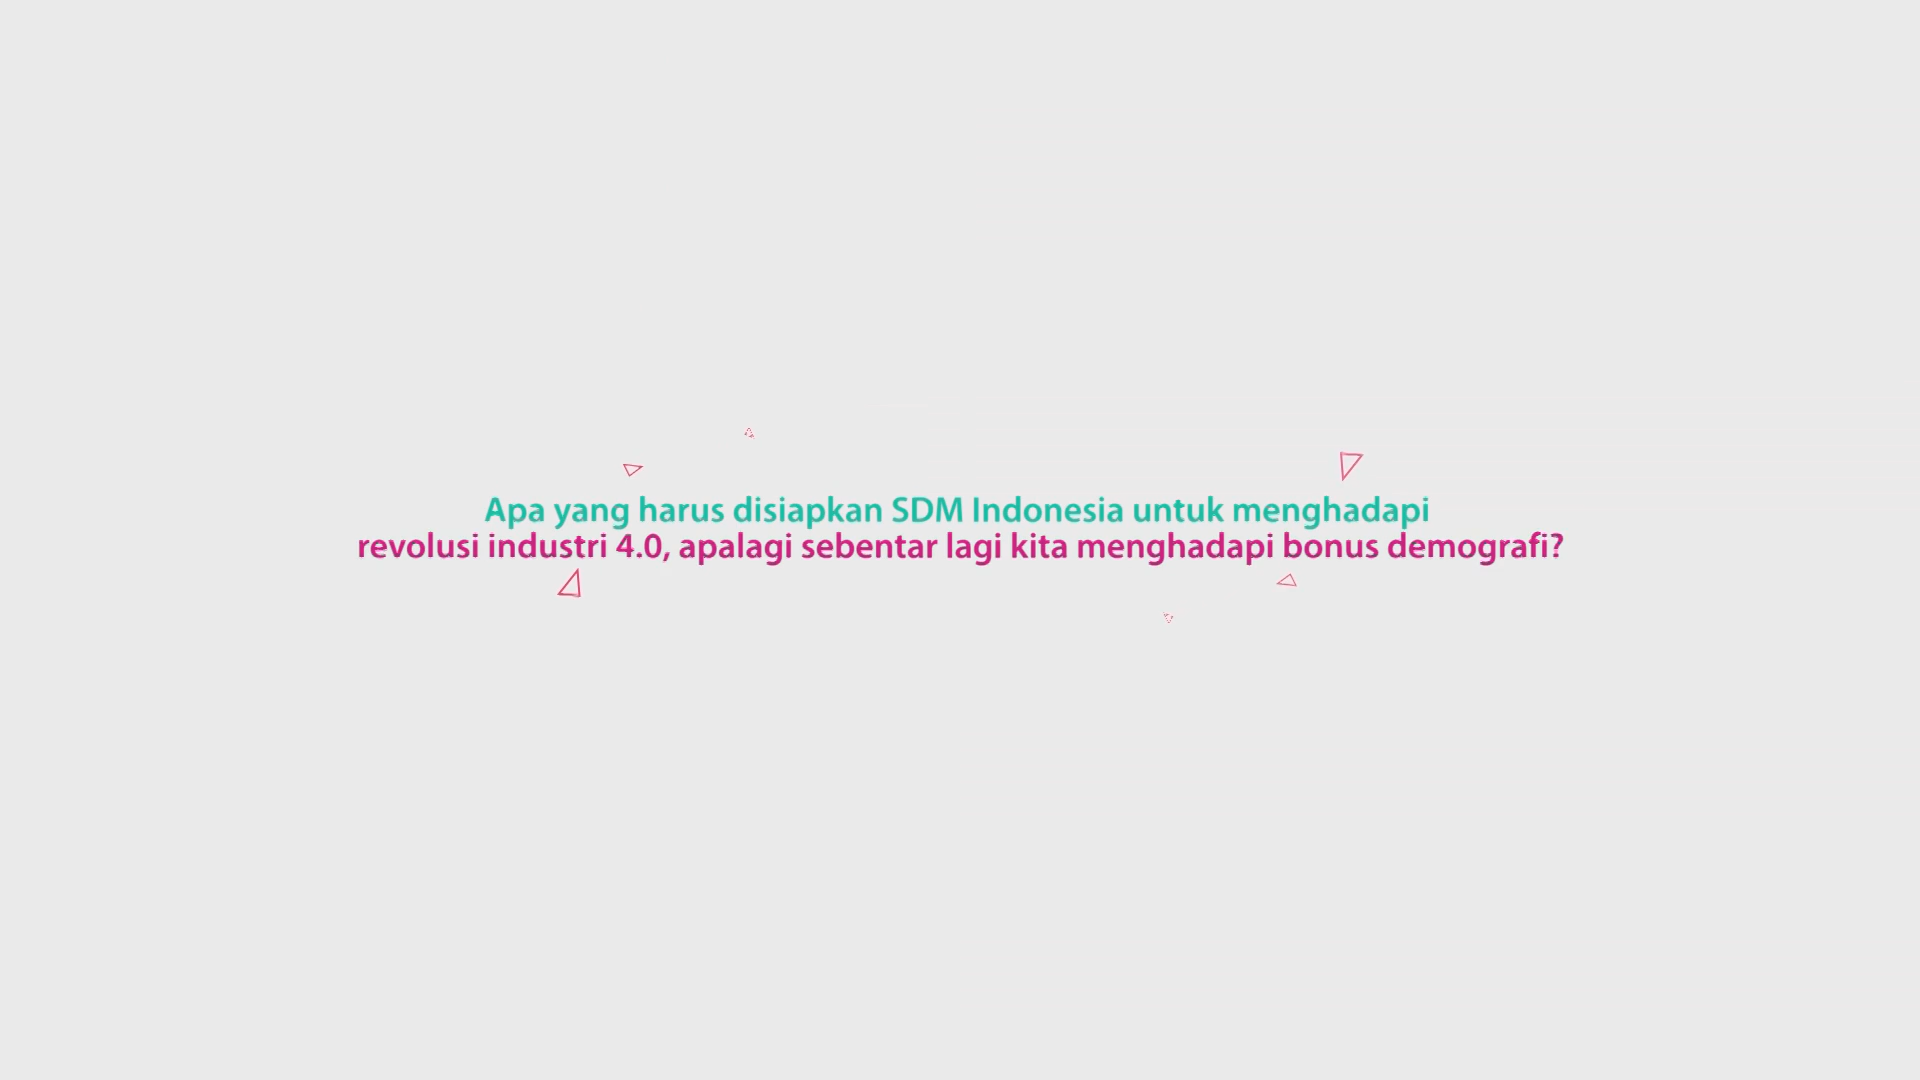 Apa yang harus disiapkan SDM Indonesia untuk menghadapi
revolusi industri 4.0, apalagi sebentar lagi kita menghadapi bonus demografi?